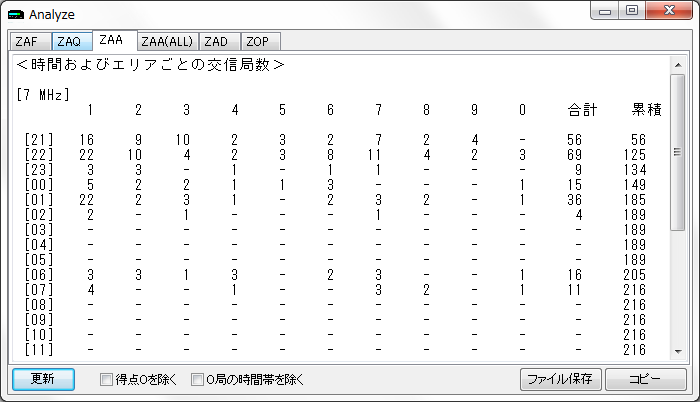 Analyze
ZAF ZAQ ZAA ZAA(ALL) ZAD ZOP
＜時間およびエリアごとの交信局数＞
[7 MHz]
1 2 3 4 5 6 7 8 9 0 合計 累積
[21] 16 9 10 2 3 2 7 2 4 - 56 56
[22] 22 10 4 2 3 8 11 4 2 3 69 125
[23] 3 3 - 1 - 1 1 - - - 9 134
[00] 5 2 2 1 1 3 - - - 1 15 149
[01] 22 2 3 1 - 2 3 2 - 1 36 185
[02] 2 - 1 - - - 1 - - - 4 189
[03] - - - - - - - - - - - 189
[04] - - - - - - - - - - - 189
[05] - - - - - - - - - - - 189
[06] 3 3 1 3 - 2 3 - - 1 16 205
[07] 4 - - 1 - - 3 2 - 1 11 216
[08] - - - - - - - - - - - 216
[09] - - - - - - - - - - - 216
[10] - - - - - - - - - - - 216
[11] - - - - - - - - - - - 216
更新 得点0を除く 0局の時間帯を除く ファイル保存 コピー